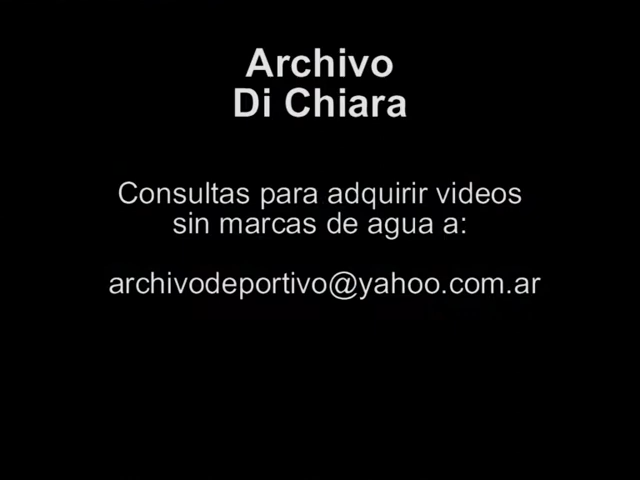 Archivo
Di Chiara
Consultas para adquirir videos
sin marcas de agua a:
archivodeportivo@yahoo.com.ar